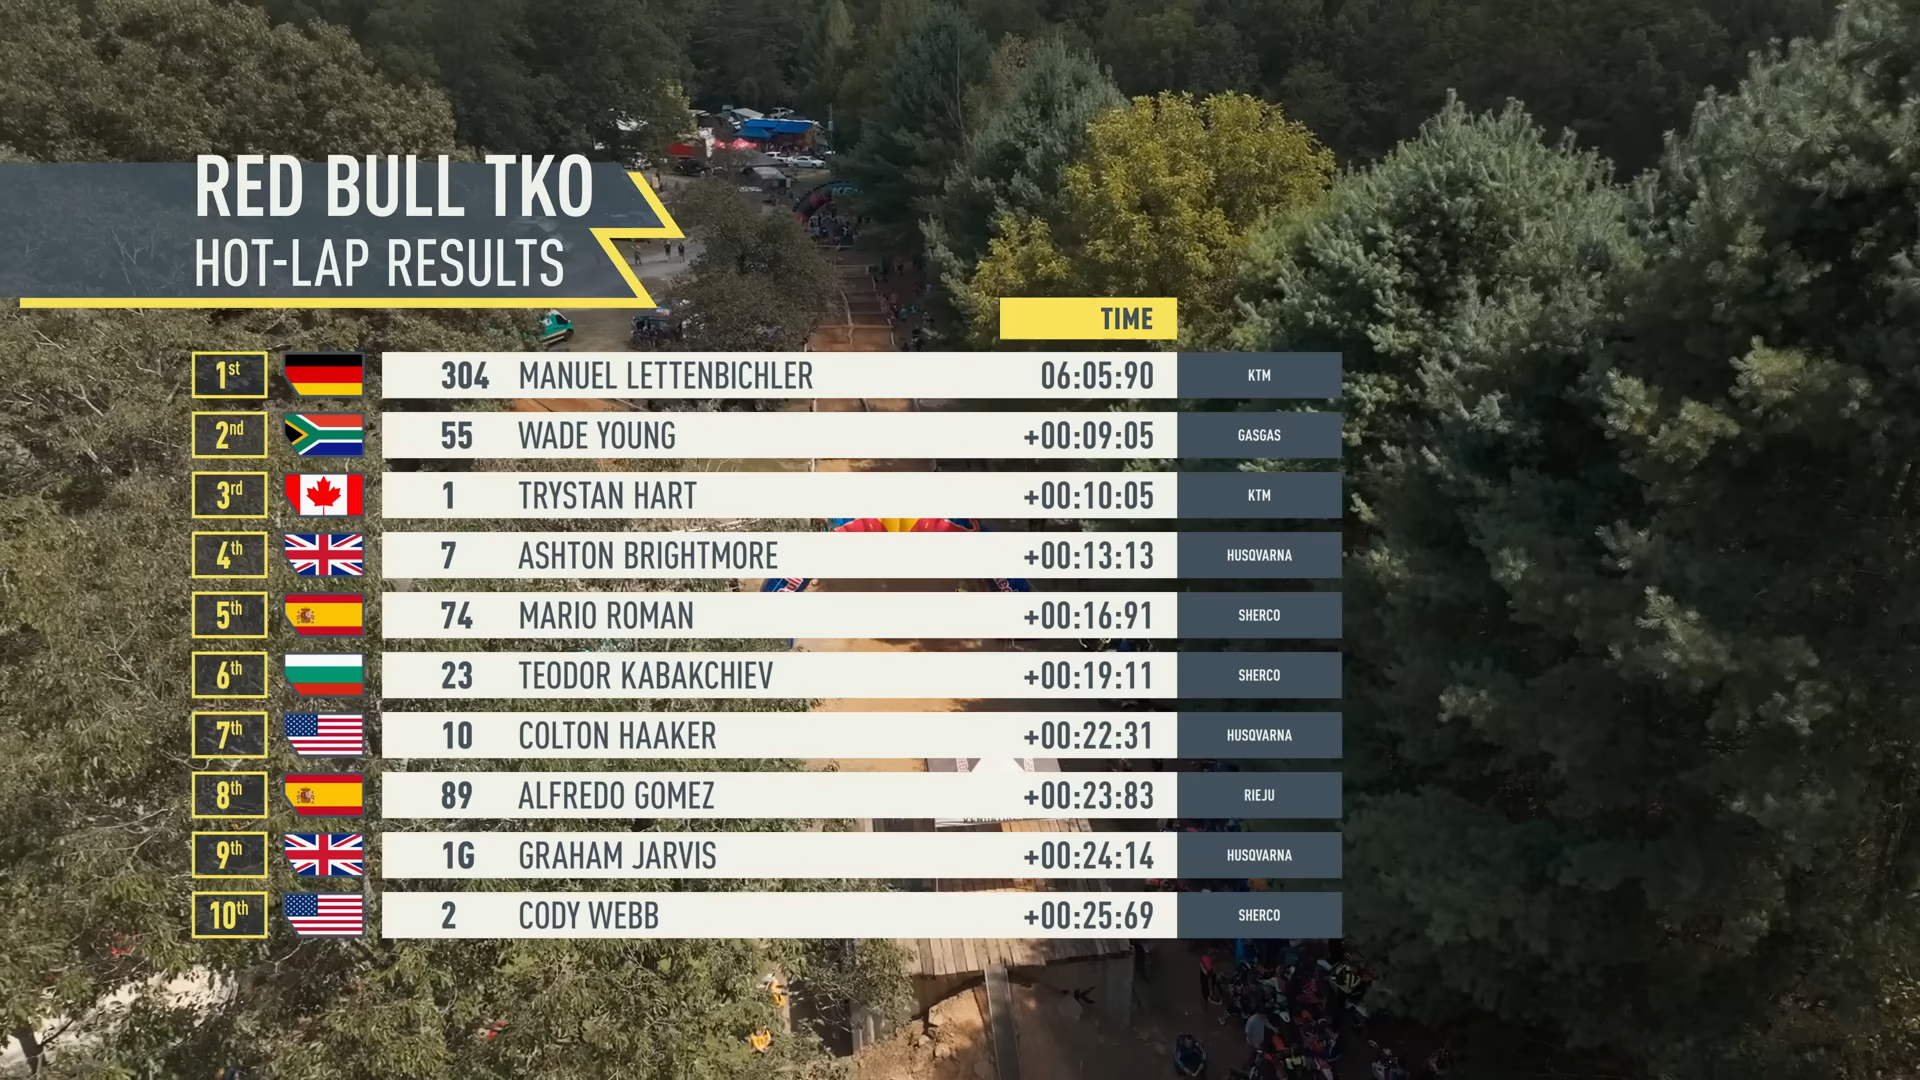 RED BULL TKO
HOT-LAP RESULTS
TIME
1st 304 MANUEL LETTENBICHLER 06:05:90 KTM
2nd 55 WADE YOUNG +00:09:05 GASGAS
3rd 1 TRYSTAN HART +00:10:05 KTM
4th 7 ASHTON BRIGHTMORE +00:13:13 HUSQVARNA
5th 74 MARIO ROMAN +00:16:91 SHERCO
6th 23 TEODOR KABAKCHIEV +00:19:11 SHERCO
7th 10 COLTON HAAKER +00:22:31 HUSQVARNA
8th 89 ALFREDO GOMEZ +00:23:83 RIEJU
9th 1G GRAHAM JARVIS +00:24:14 HUSQVARNA
10th 2 CODY WEBB +00:25:69 SHERCO